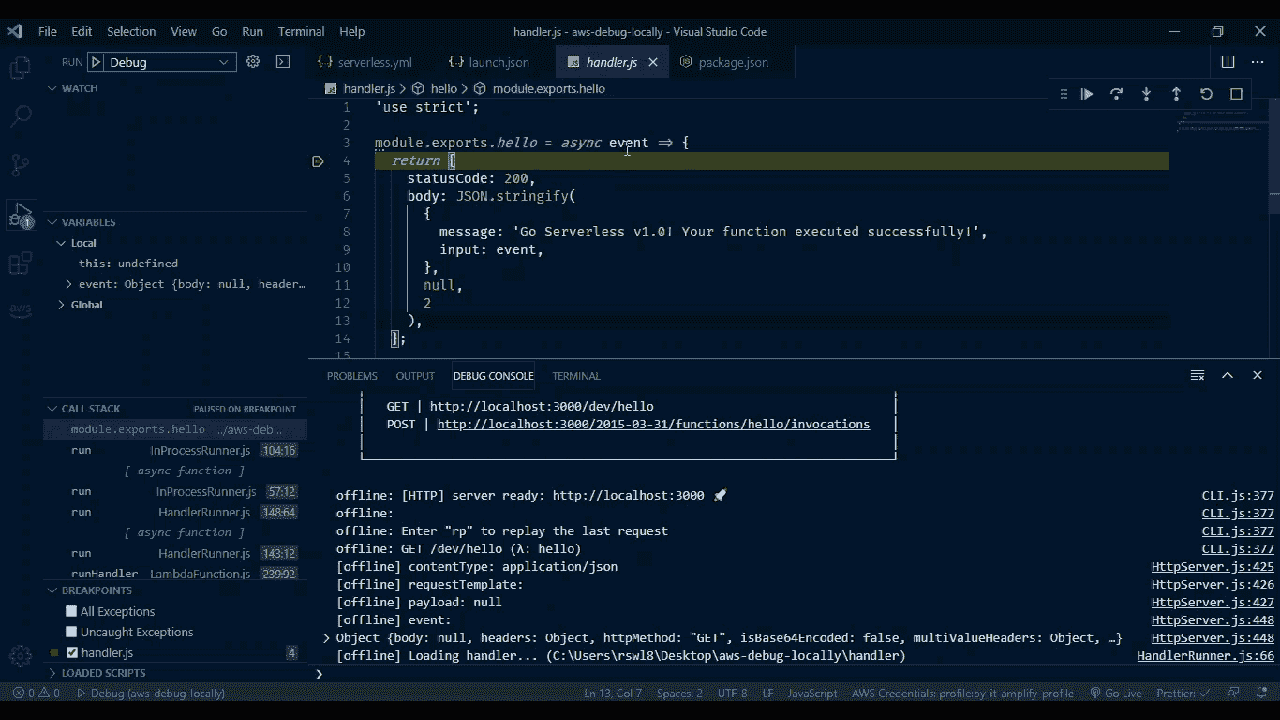 File Edit Selection View Go Run Terminal Help handler.js - aws-debug-locally - Visual Studio Code
RUN Debug serverless.yml launch.json handler.js package.json
WATCH
handler.js > hello > module.exports.hello
1 'use strict';
2
3 module.exports.hello = async event => {
4 return {
5 statusCode: 200,
6 body: JSON.stringify(
7 {
8 message: 'Go Serverless v1.0! Your function executed successfully!',
9 input: event,
10 },
11 null,
12 2
13 ),
14 };
15
VARIABLES
Local
this: undefined
event: Object {body: null, header…
Global
CALL STACK PAUSED ON BREAKPOINT
module.exports.hello .../aws-deb...
run InProcessRunner.js 104:16
[ async function ]
run InProcessRunner.js 57:12
run HandlerRunner.js 148:64
[ async function ]
run HandlerRunner.js 143:12
runHandler LambdaFunction.js 239:92
BREAKPOINTS
All Exceptions
Uncaught Exceptions
handler.js 4
LOADED SCRIPTS
PROBLEMS OUTPUT DEBUG CONSOLE TERMINAL
GET | http://localhost:3000/dev/hello
POST | http://localhost:3000/2015-03-31/functions/hello/invocations
offline: [HTTP] server ready: http://localhost:3000 🚀 CLI.js:377
offline: CLI.js:377
offline: Enter "rp" to replay the last request CLI.js:377
offline: GET /dev/hello (λ: hello) CLI.js:377
[offline] contentType: application/json HttpServer.js:425
[offline] requestTemplate: HttpServer.js:426
[offline] payload: null HttpServer.js:427
[offline] event: HttpServer.js:448
Object {body: null, headers: Object, httpMethod: "GET", isBase64Encoded: false, multiValueHeaders: Object, …} HttpServer.js:448
[offline] Loading handler... (C:\Users\rswl8\Desktop\aws-debug-locally\handler) HandlerRunner.js:66
0 0 Debug (aws-debug-locally) Ln 13, Col 7 Spaces: 2 UTF-8 LF JavaScript AWS Credentials: profile:yt-amplify-profile Go Live Prettier: ✓